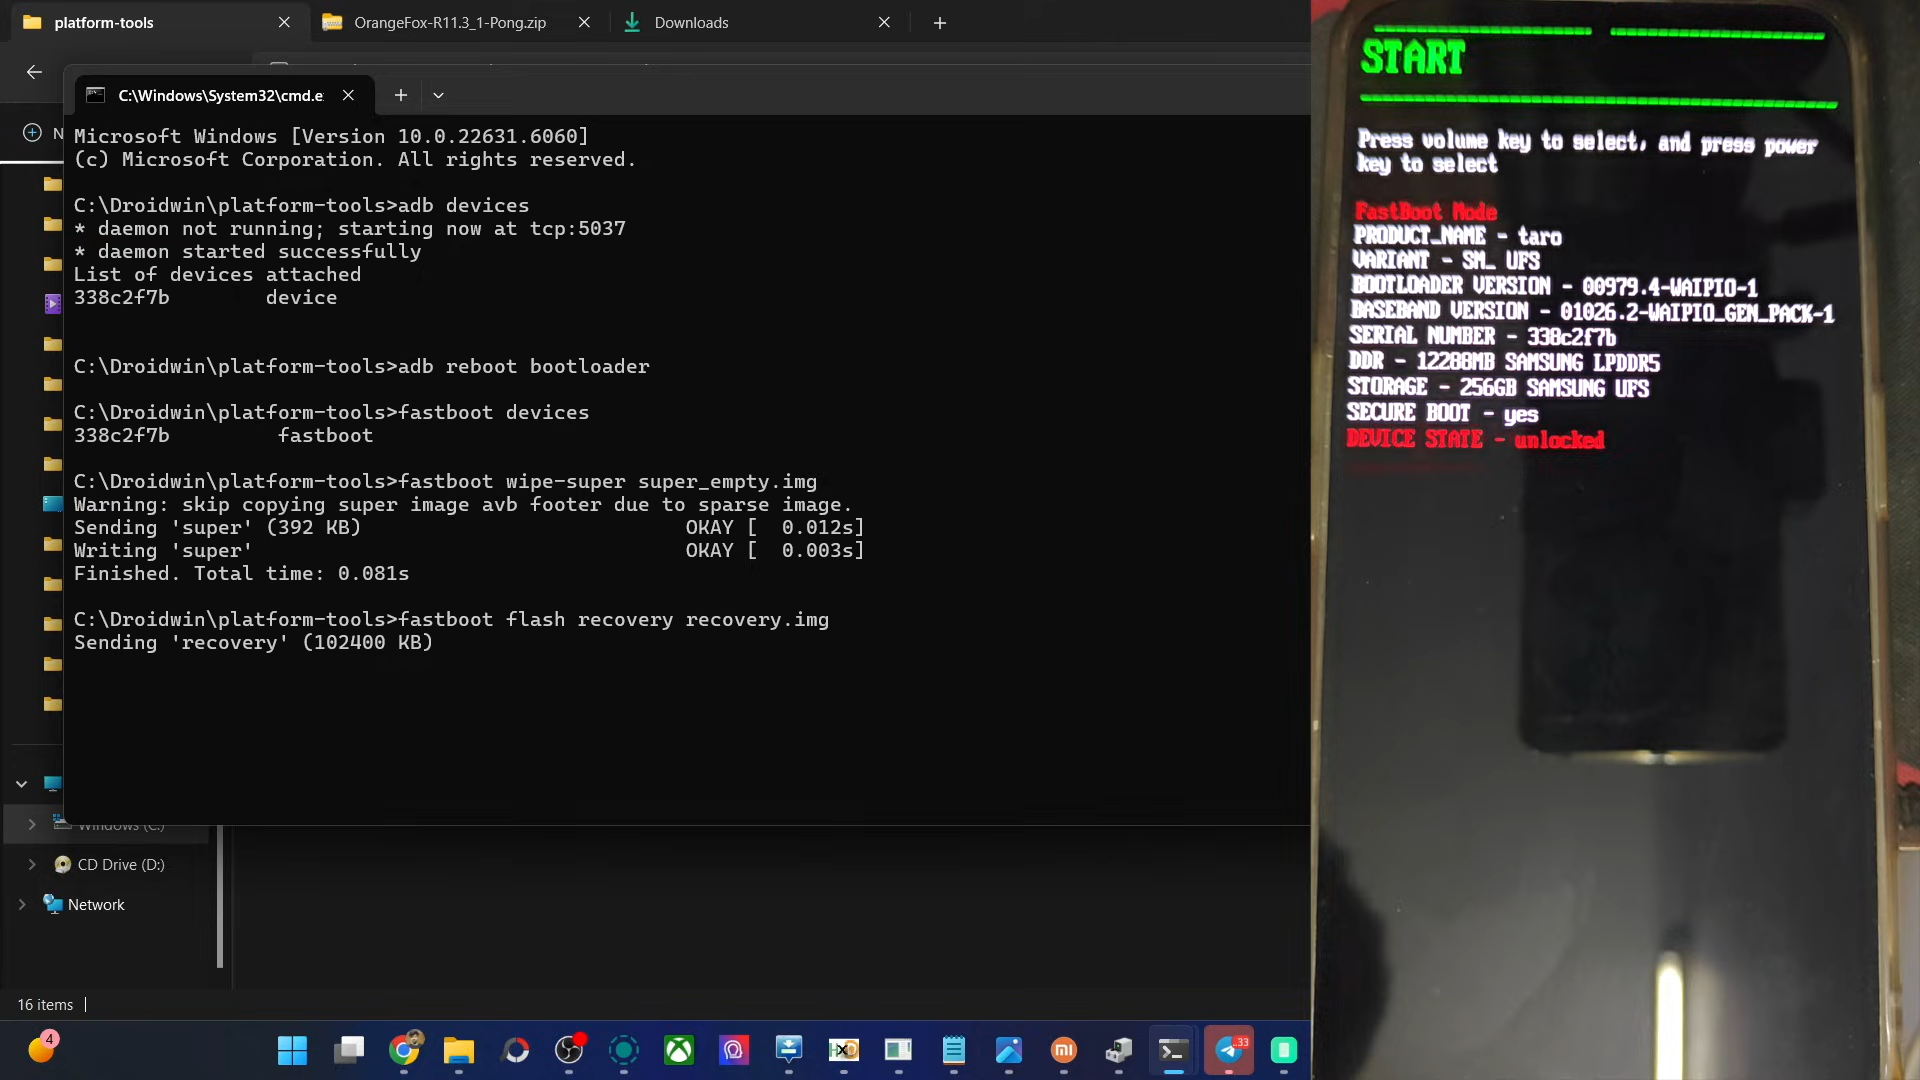 platform-tools
OrangeFox-R11.3_1-Pong.zip
Downloads
N
C:\Windows\System32\cmd.e
Microsoft Windows [Version 10.0.22631.6060]
(c) Microsoft Corporation. All rights reserved.
C:\Droidwin\platform-tools>adb devices
* daemon not running; starting now at tcp:5037
* daemon started successfully
List of devices attached
338c2f7b device
C:\Droidwin\platform-tools>adb reboot bootloader
C:\Droidwin\platform-tools>fastboot devices
338c2f7b fastboot
C:\Droidwin\platform-tools>fastboot wipe-super super_empty.img
Warning: skip copying super image avb footer due to sparse image.
Sending 'super' (392 KB) OKAY [ 0.012s]
Writing 'super' OKAY [ 0.003s]
Finished. Total time: 0.081s
C:\Droidwin\platform-tools>fastboot flash recovery recovery.img
Sending 'recovery' (102400 KB)
Windows (C:)
CD Drive (D:)
Network
16 items
4
HXD
mi
33
START
Press volume key to select, and press power
key to select
FastBoot Mode
PRODUCT_NAME - taro
VARIANT - SM_ UFS
BOOTLOADER VERSION - 00979.4-WAIPIO-1
BASEBAND VERSION - 01026.2-WAIPIO_GEN_PACK-1
SERIAL NUMBER - 338c2f7b
DDR - 12288MB SAMSUNG LPDDR5
STORAGE - 256GB SAMSUNG UFS
SECURE BOOT - yes
DEVICE STATE - unlocked